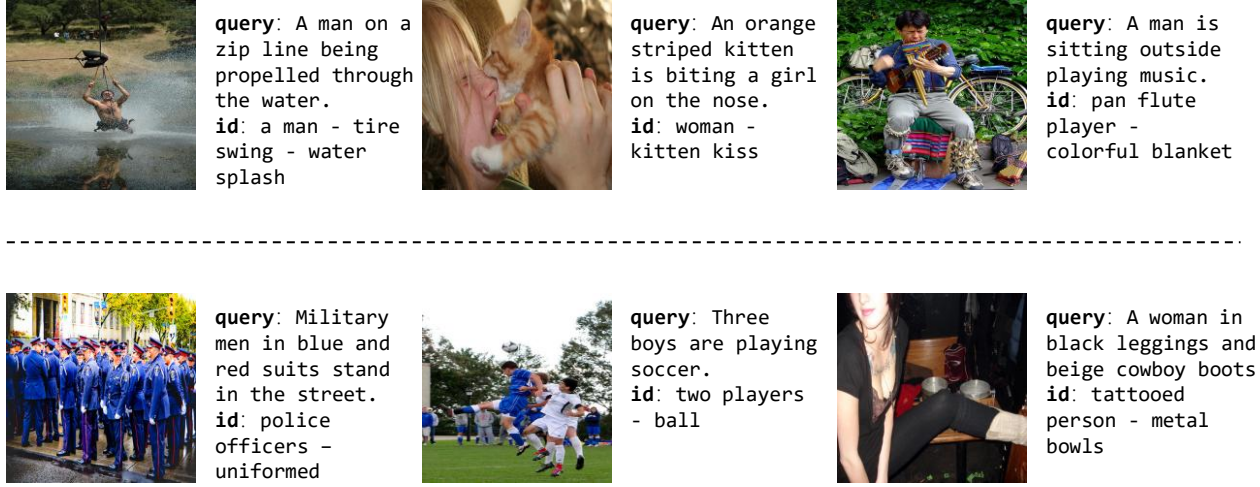 query: A man on a
zip line being
propelled through
the water.
id: a man - tire
swing - water
splash
query: An orange
striped kitten
is biting a girl
on the nose.
id: woman -
kitten kiss
query: A man is
sitting outside
playing music.
id: pan flute
player -
colorful blanket
query: Military
men in blue and
red suits stand
in the street.
id: police
officers –
uniformed
query: Three
boys are playing
soccer.
id: two players
- ball
query: A woman in
black leggings and
beige cowboy boots
id: tattooed
person - metal
bowls